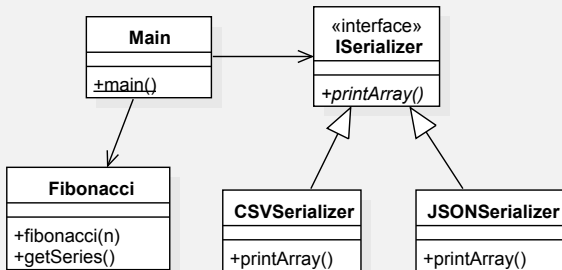 Main
+main()
«interface»
ISerializer
+printArray()
Fibonacci
+fibonacci(n)
+getSeries()
CSVSerializer
+printArray()
JSONSerializer
+printArray()